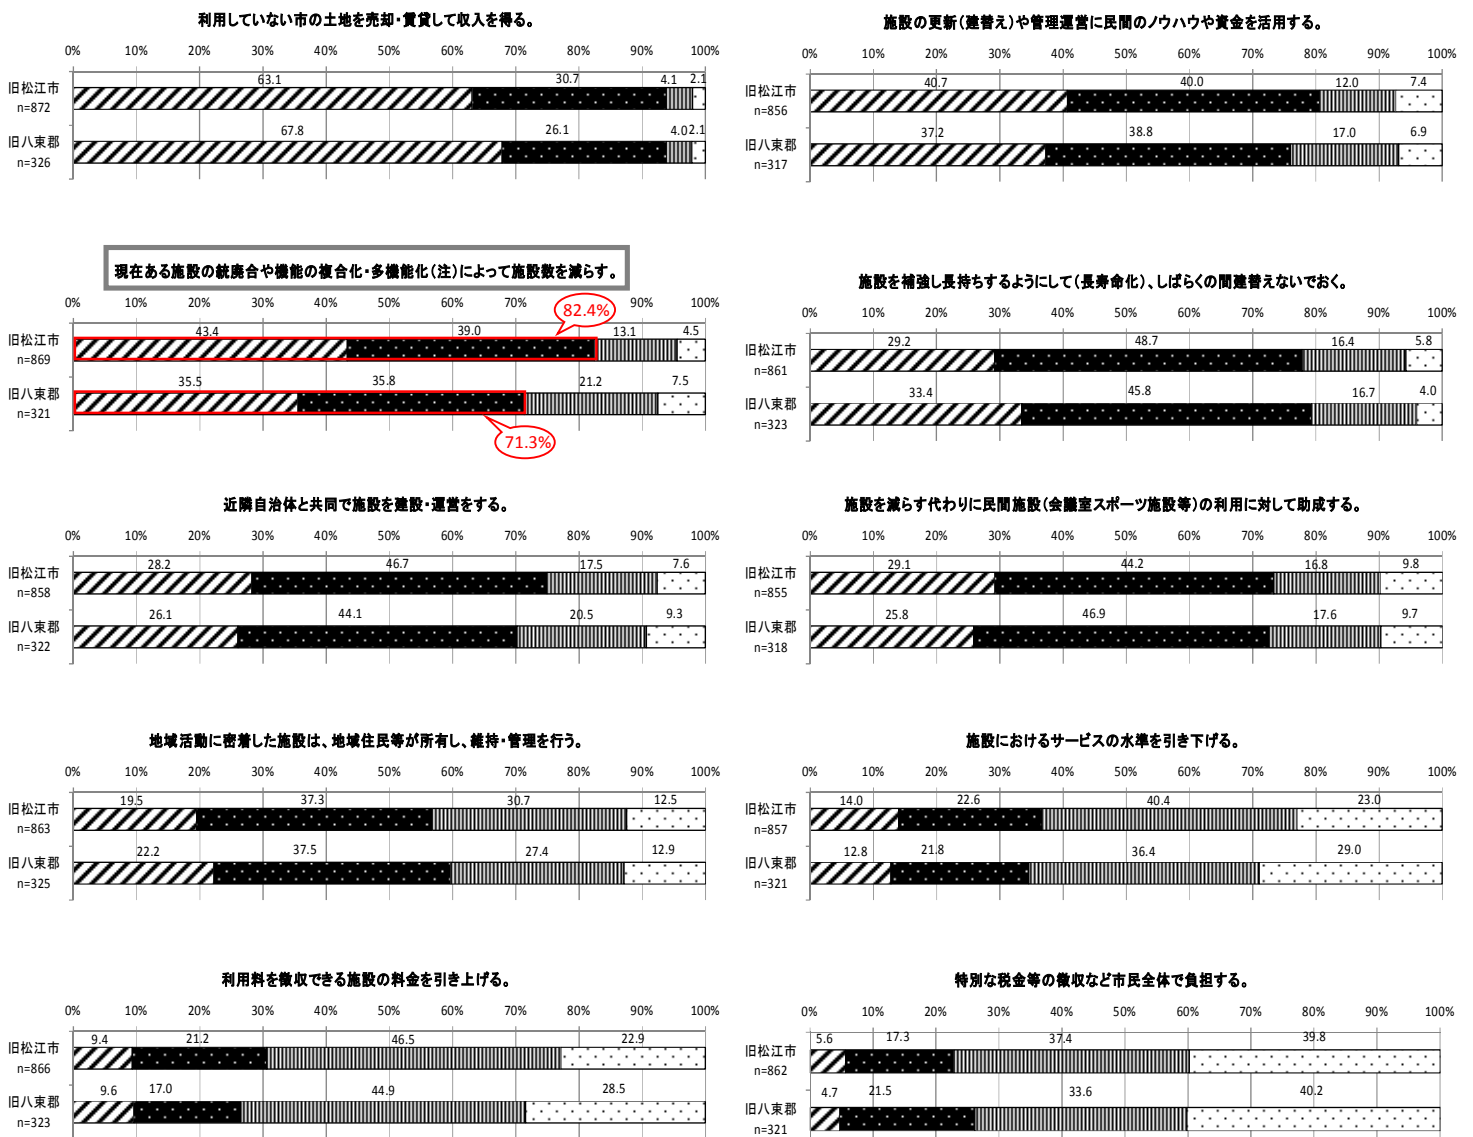 利用していない市の土地を売却・賃貸して収入を得る。
0% 10% 20% 30% 40% 50% 60% 70% 80% 90% 100%
63.1 30.7 4.1 2.1
旧松江市
n=872
67.8 26.1 4.0 2.1
旧八束郡
n=326
施設の更新(建替え)や管理運営に民間のノウハウや資金を活用する。
0% 10% 20% 30% 40% 50% 60% 70% 80% 90% 100%
40.7 40.0 12.0 7.4
旧松江市
n=856
37.2 38.8 17.0 6.9
旧八束郡
n=317
現在ある施設の統廃合や機能の複合化・多機能化(注)によって施設数を減らす。
0% 10% 20% 30% 40% 50% 60% 70% 80% 90% 100%
82.4%
43.4 39.0 13.1 4.5
旧松江市
n=869
35.5 35.8 21.2 7.5
旧八束郡
n=321
71.3%
施設を補強し長持ちするようにして(長寿命化)、しばらくの間建替えないでおく。
0% 10% 20% 30% 40% 50% 60% 70% 80% 90% 100%
29.2 48.7 16.4 5.8
旧松江市
n=861
33.4 45.8 16.7 4.0
旧八束郡
n=323
近隣自治体と共同で施設を建設・運営をする。
0% 10% 20% 30% 40% 50% 60% 70% 80% 90% 100%
28.2 46.7 17.5 7.6
旧松江市
n=858
26.1 44.1 20.5 9.3
旧八束郡
n=322
施設を減らす代わりに民間施設(会議室スポーツ施設等)の利用に対して助成する。
0% 10% 20% 30% 40% 50% 60% 70% 80% 90% 100%
29.1 44.2 16.8 9.8
旧松江市
n=855
25.8 46.9 17.6 9.7
旧八束郡
n=318
地域活動に密着した施設は、地域住民等が所有し、維持・管理を行う。
0% 10% 20% 30% 40% 50% 60% 70% 80% 90% 100%
19.5 37.3 30.7 12.5
旧松江市
n=863
22.2 37.5 27.4 12.9
旧八束郡
n=325
施設におけるサービスの水準を引き下げる。
0% 10% 20% 30% 40% 50% 60% 70% 80% 90% 100%
14.0 22.6 40.4 23.0
旧松江市
n=857
12.8 21.8 36.4 29.0
旧八束郡
n=321
利用料を徴収できる施設の料金を引き上げる。
0% 10% 20% 30% 40% 50% 60% 70% 80% 90% 100%
9.4 21.2 46.5 22.9
旧松江市
n=866
9.6 17.0 44.9 28.5
旧八束郡
n=323
特別な税金等の徴収など市民全体で負担する。
0% 10% 20% 30% 40% 50% 60% 70% 80% 90% 100%
5.6 17.3 37.4 39.8
旧松江市
n=862
4.7 21.5 33.6 40.2
旧八束郡
n=321